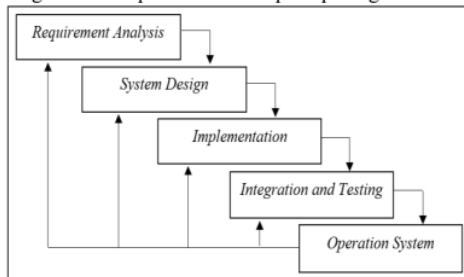 Requirement Analysis
System Design
Implementation
Integration and Testing
Operation System